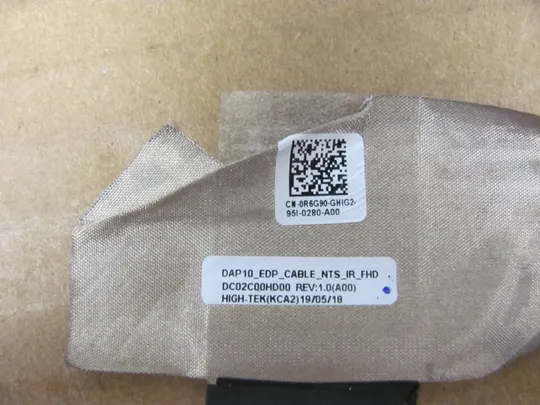 CN-0R6G90-GHIG2-
95I-0280-A00
DAP10_EDP_CABLE_NTS_IR_FHD
DC02C00HD00 REV:1.0(A00)
HIGH-TEK(KCA2)19/05/18